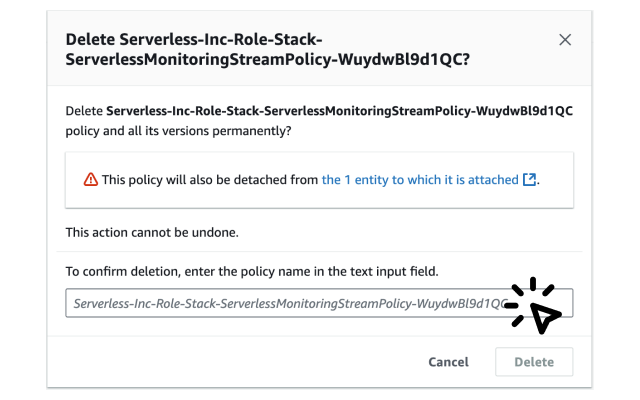 Delete Serverless-Inc-Role-Stack-
ServerlessMonitoringStreamPolicy-WuydwBl9d1QC?
Delete Serverless-Inc-Role-Stack-ServerlessMonitoringStreamPolicy-WuydwBl9d1QC
policy and all its versions permanently?
This policy will also be detached from the 1 entity to which it is attached.
This action cannot be undone.
To confirm deletion, enter the policy name in the text input field.
Serverless-Inc-Role-Stack-ServerlessMonitoringStreamPolicy-WuydwBl9d1QC
Cancel Delete